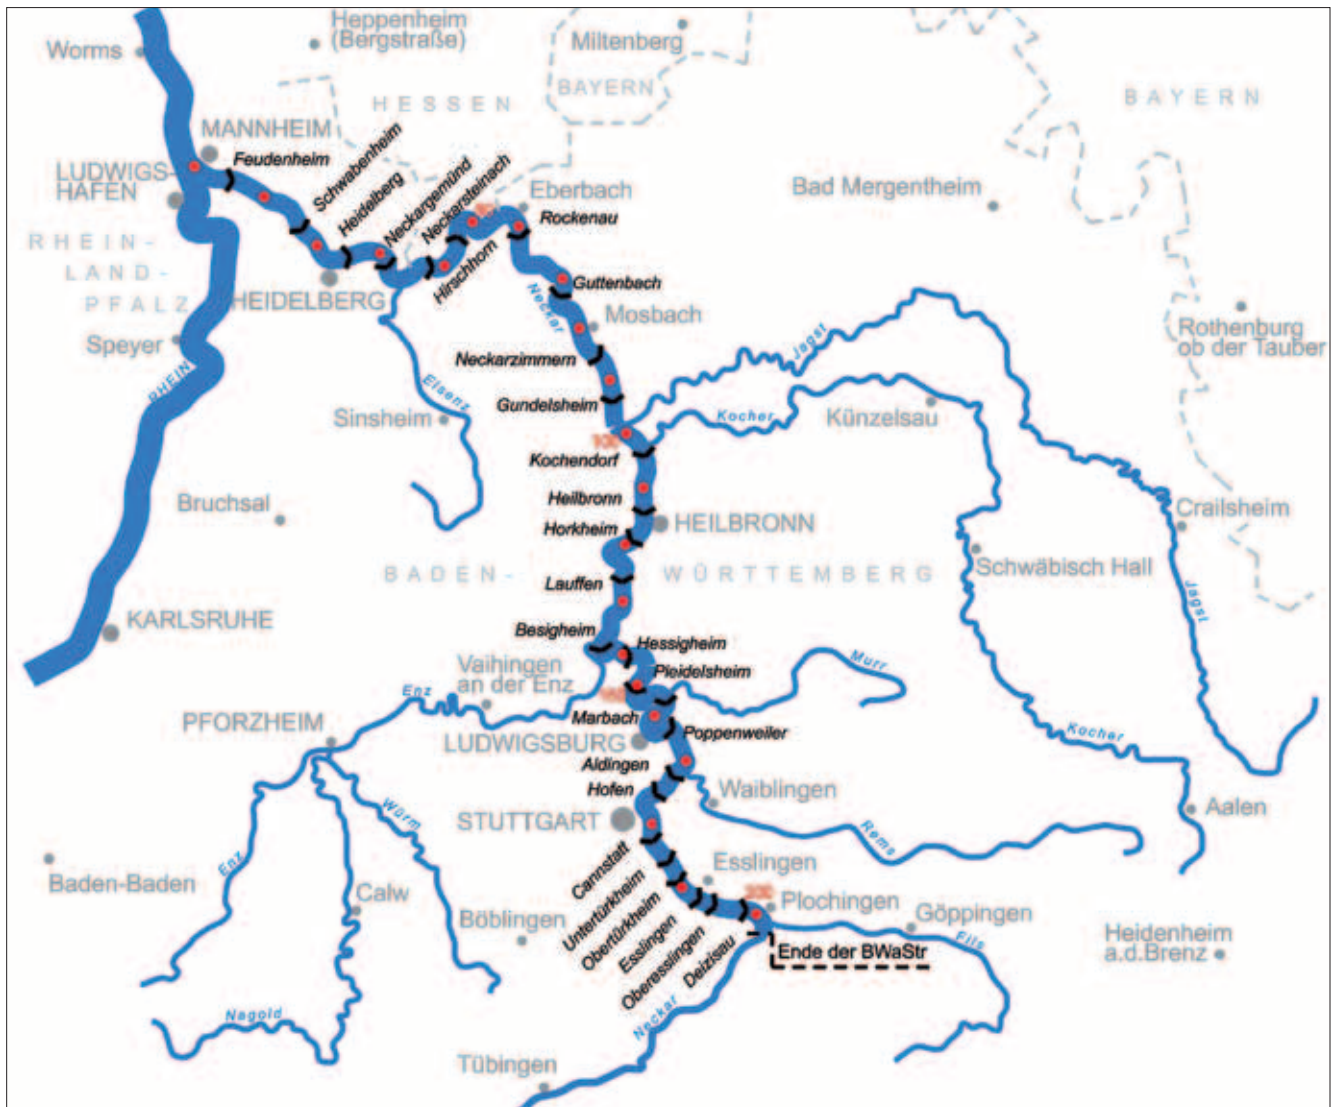 Heppenheim
(Bergstraße)
Miltenberg
Worms
BAYERN
BAYERN
HESSEN
MANNHEIM
Feudenheim
Schwabenheim
Heidelberg
Neckargemünd
Neckarsteinach
LUDWIGS-
HAFEN
Eberbach
Bad Mergentheim
Rockenau
Hirschhorn
RHEIN-
LAND-
PFALZ
HEIDELBERG
Guttenbach
Neckar
Mosbach
Speyer
Rothenburg
ob der Tauber
Jagst
Neckarzimmern
RHEIN
Elsenz
Gundelsheim
Sinsheim
Kocher
Künzelsau
100
Kochendorf
Bruchsal
Heilbronn
Horkheim
HEILBRONN
Crailsheim
BADEN-
WÜRTTEMBERG
Schwäbisch Hall
Lauffen
Jagst
KARLSRUHE
Besigheim
Hessigheim
Pleidelsheim
Murr
Vaihingen
an der Enz
Enz
PFORZHEIM
Marbach
Poppenweiler
LUDWIGSBURG
Kocher
Aldingen
Hofen
Waiblingen
Aalen
STUTTGART
Würm
Rems
Enz
Baden-Baden
Calw
Cannstatt
Untertürkheim
Obertürkheim
Esslingen
Oberesslingen
Deizisau
Esslingen
200
Plochingen
Göppingen
Böblingen
Fils
Heidenheim
a.d.Brenz
Ende der BWaStr
Nagold
Neckar
Tübingen